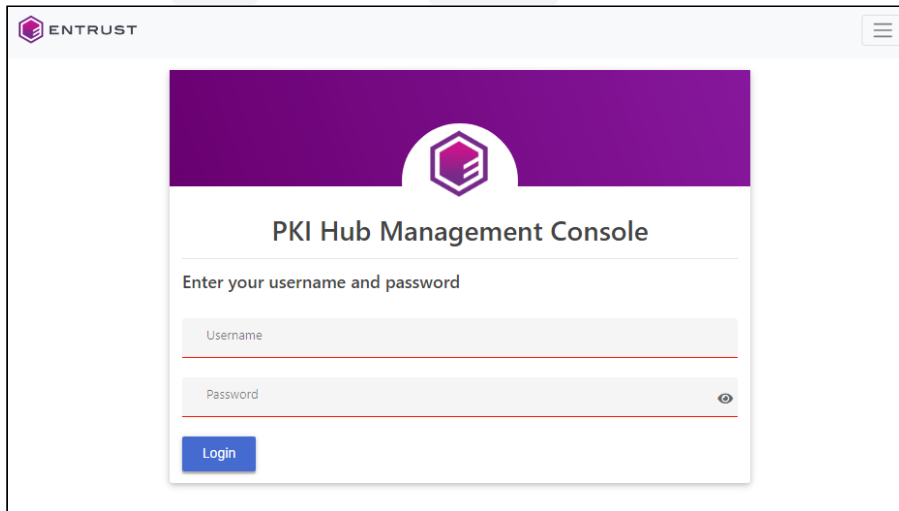 ENTRUST
PKI Hub Management Console
Enter your username and password
Username
Password
Login